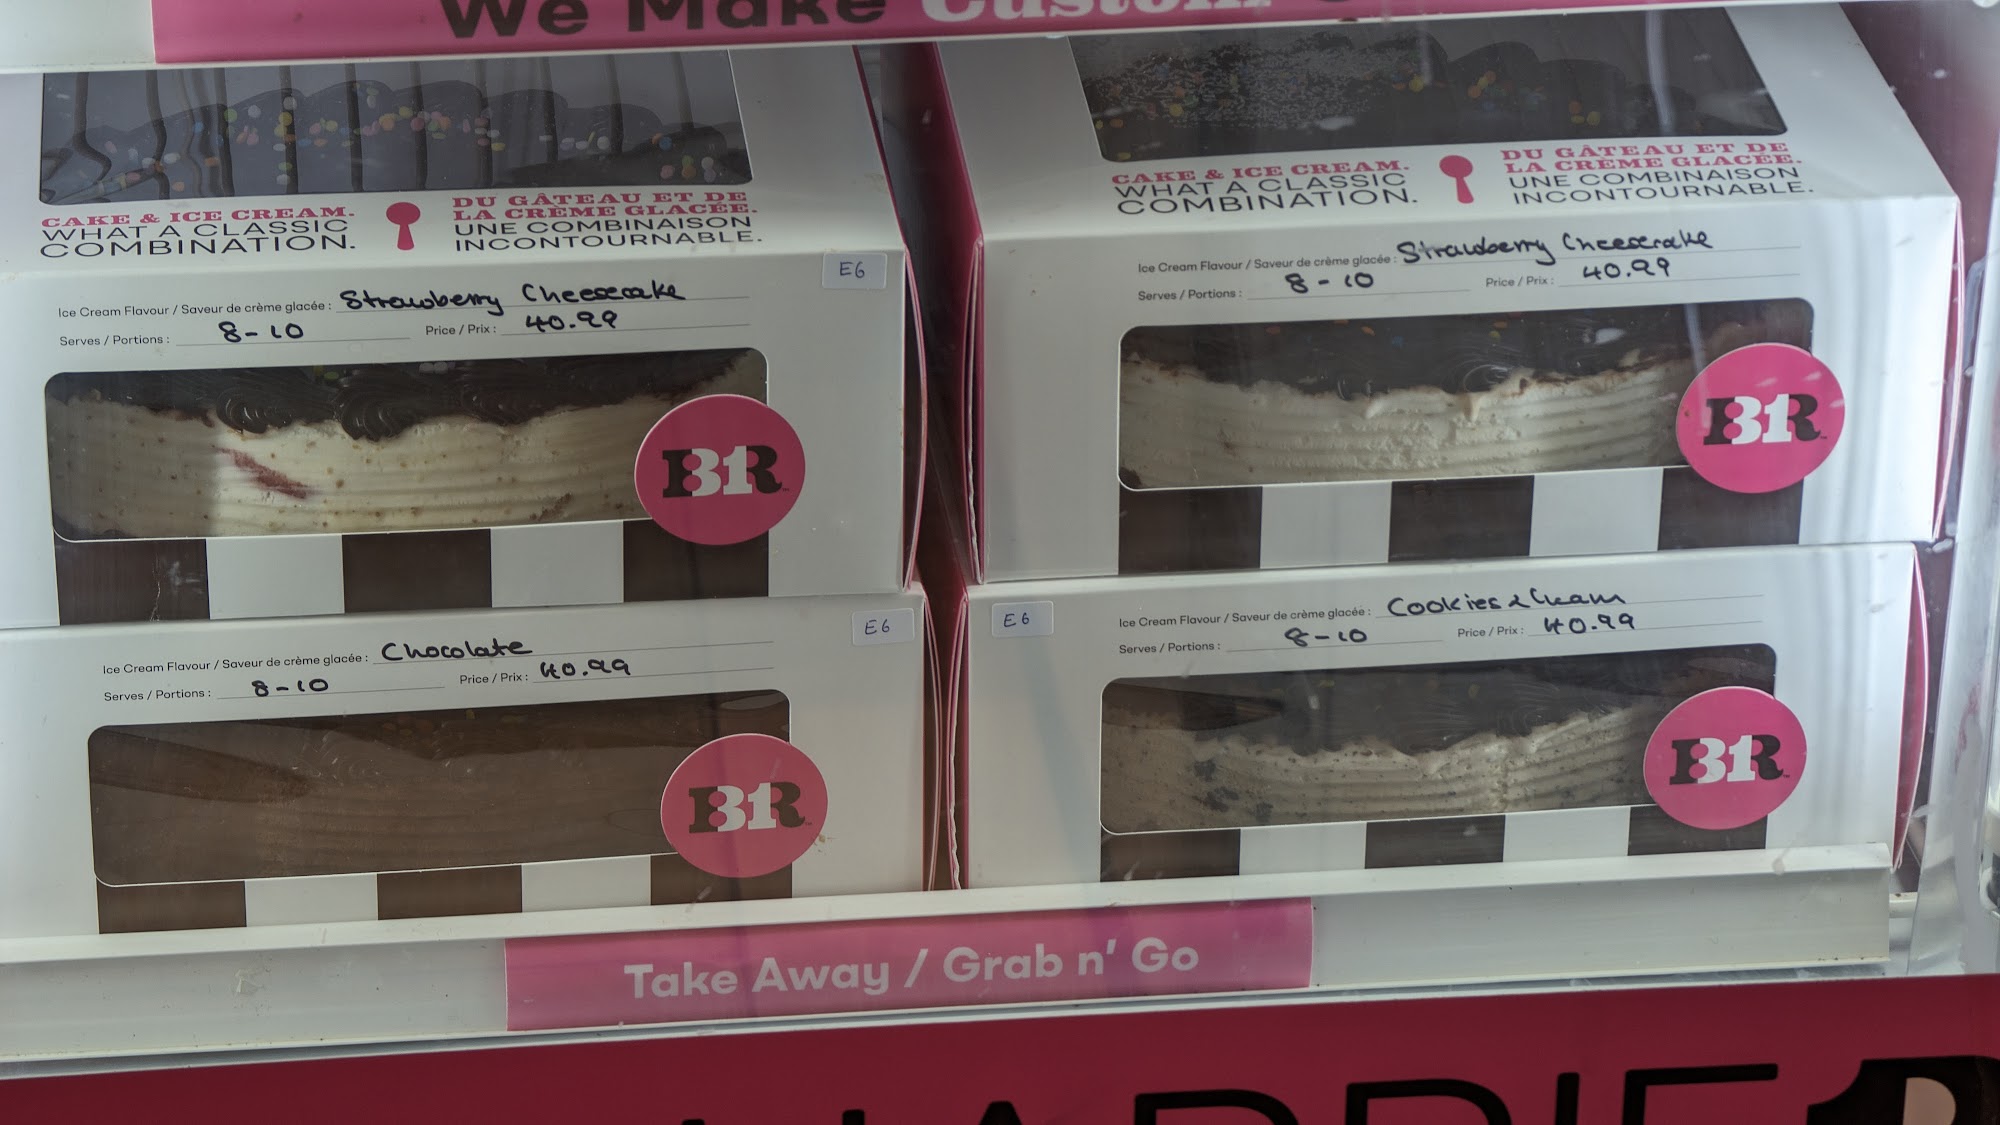 We Make Custom
CAKE & ICE CREAM.
WHAT A CLASSIC
COMBINATION.
DU GÂTEAU ET DE
LA CRÈME GLACÉE.
UNE COMBINAISON
INCONTOURNABLE.
E6
Ice Cream Flavour / Saveur de crème glacée : Strawberry Cheesecake
Serves / Portions : 8-10 Price / Prix : 40.99
BR
CAKE & ICE CREAM.
WHAT A CLASSIC
COMBINATION.
DU GÂTEAU ET DE
LA CRÈME GLACÉE.
UNE COMBINAISON
INCONTOURNABLE.
Ice Cream Flavour / Saveur de crème glacée : Strawberry Cheesecake
Serves / Portions : 8-10 Price / Prix : 40.99
BR
E6
Ice Cream Flavour / Saveur de crème glacée : Chocolate
Serves / Portions : 8-10 Price / Prix : 40.99
BR
E6
Ice Cream Flavour / Saveur de crème glacée : Cookies & Cream
Serves / Portions : 8-10 Price / Prix : 40.99
BR
Take Away / Grab n' Go